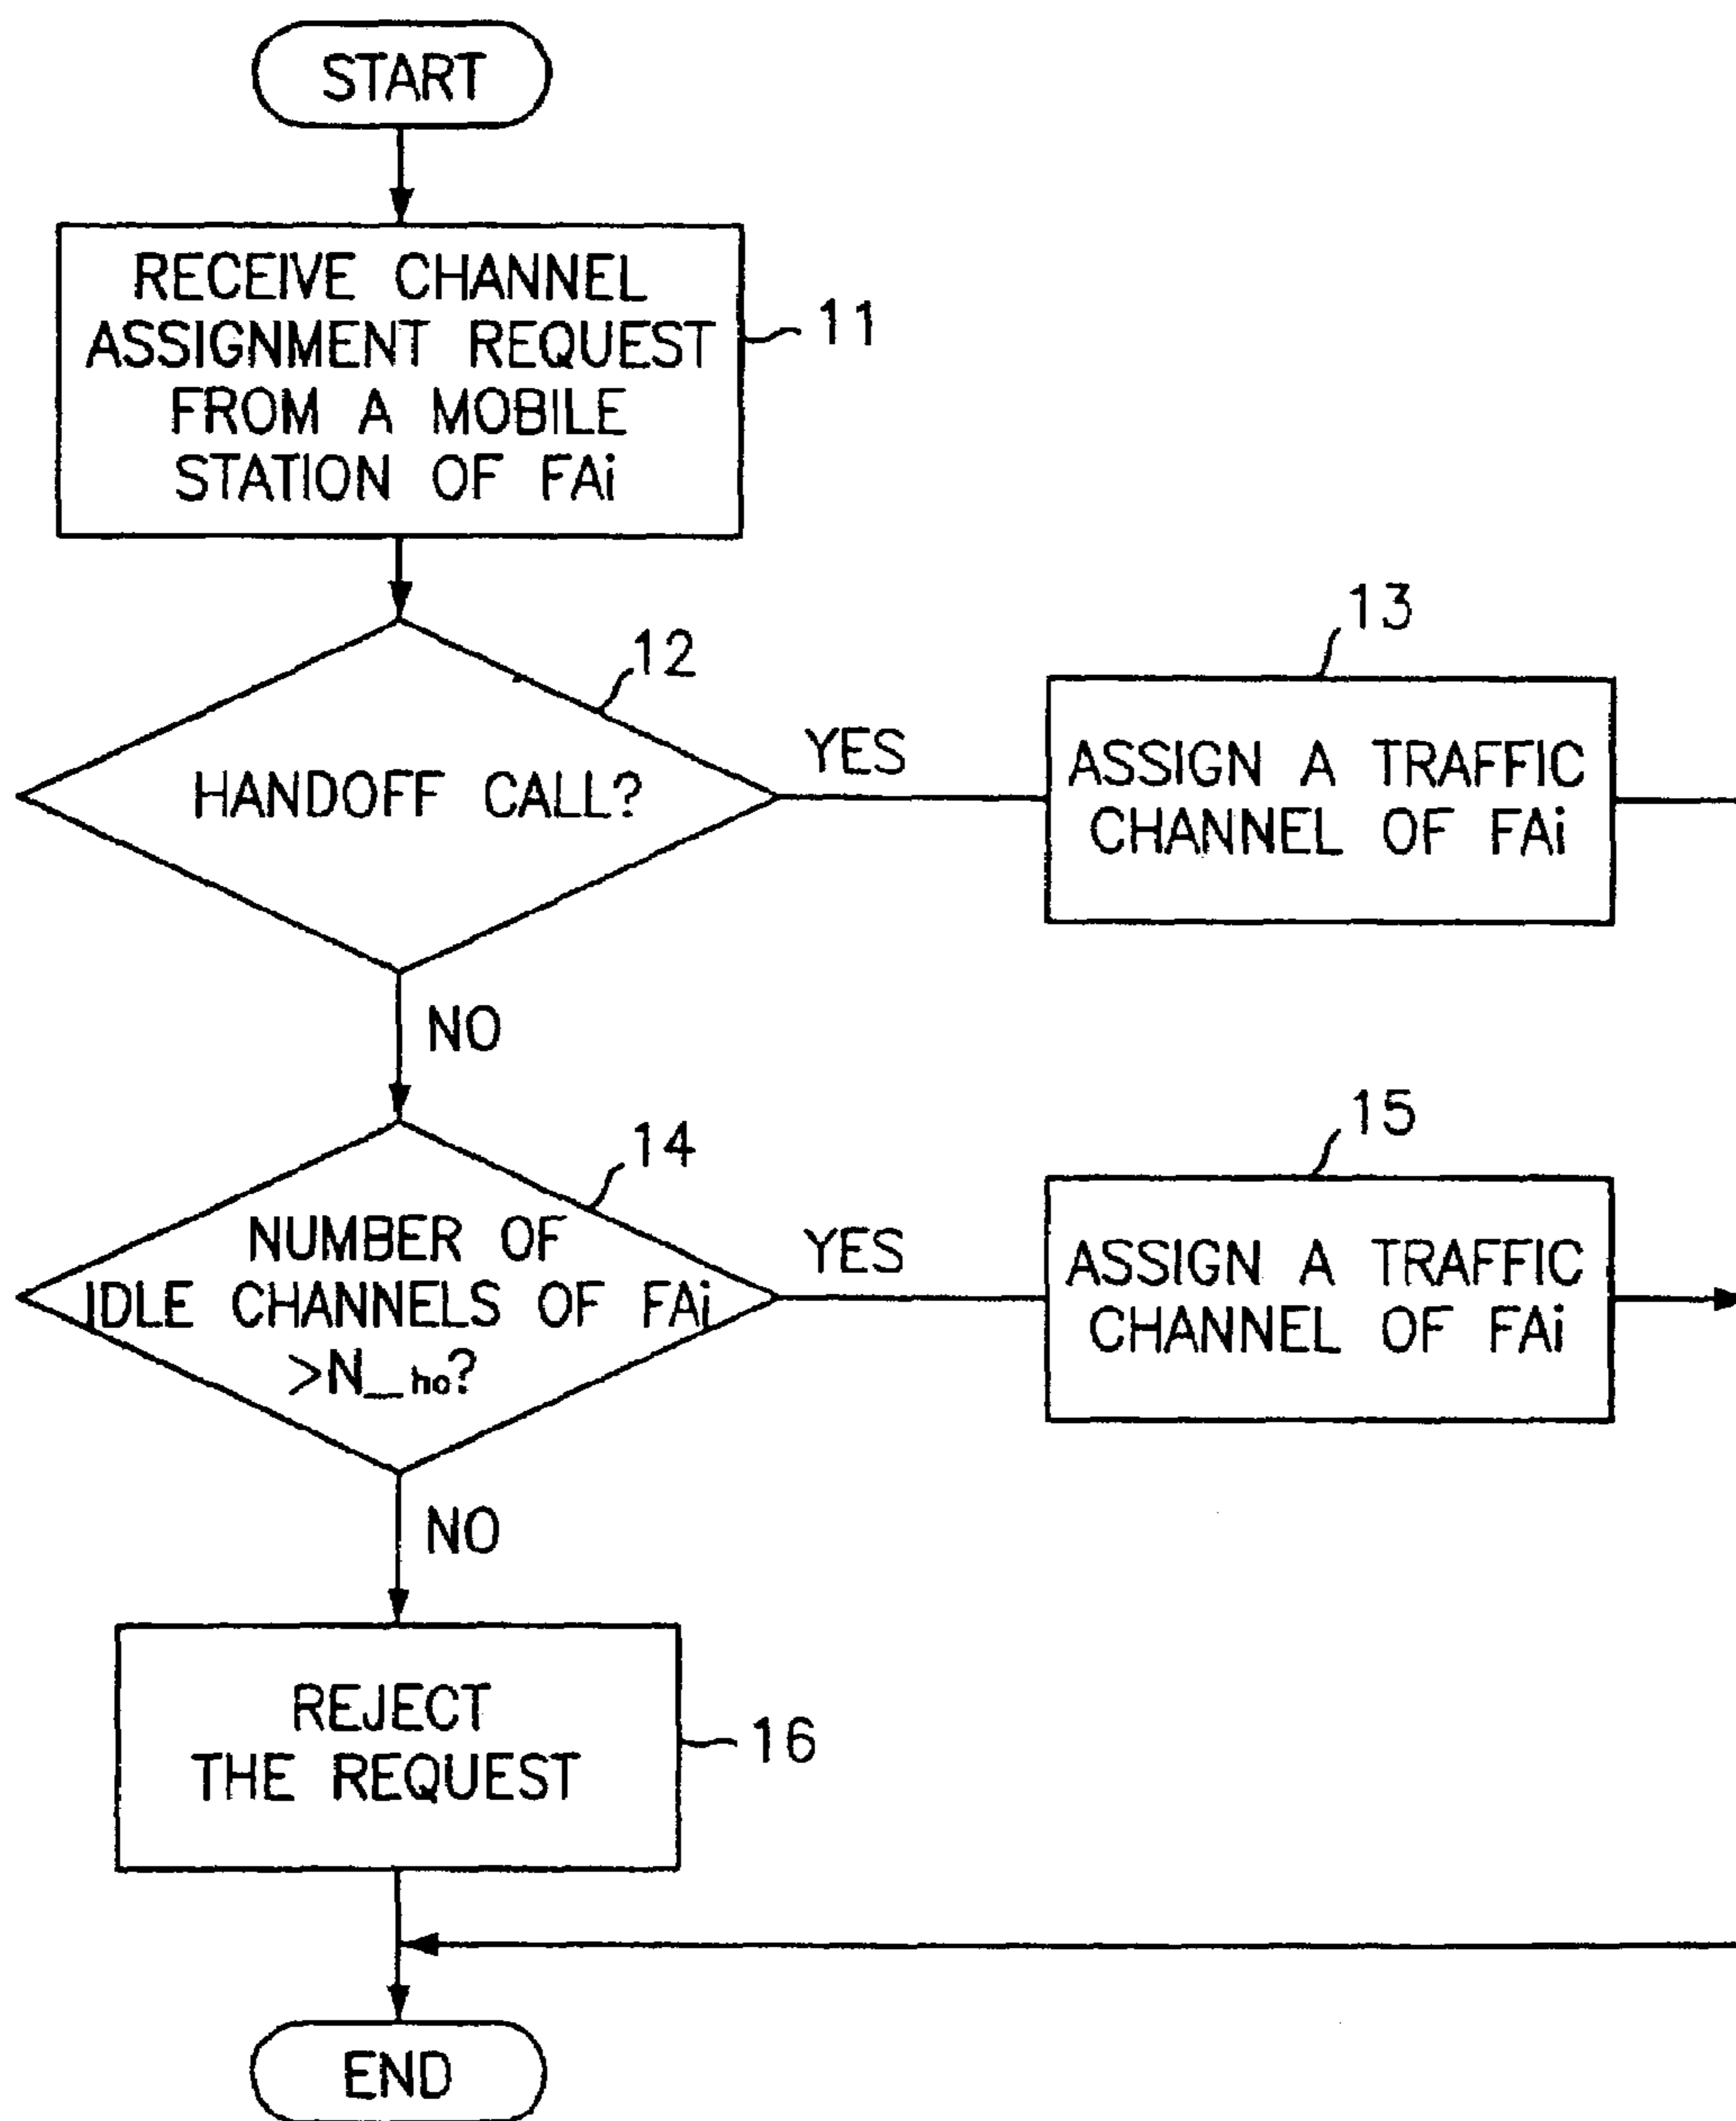 START
RECEIVE CHANNEL
ASSIGNMENT REQUEST
FROM A MOBILE
STATION OF FAi
11
12
HANDOFF CALL?
YES
13
ASSIGN A TRAFFIC
CHANNEL OF FAi
NO
14
NUMBER OF
IDLE CHANNELS OF FAi
>N_ho?
YES
15
ASSIGN A TRAFFIC
CHANNEL OF FAi
NO
REJECT
THE REQUEST
16
END